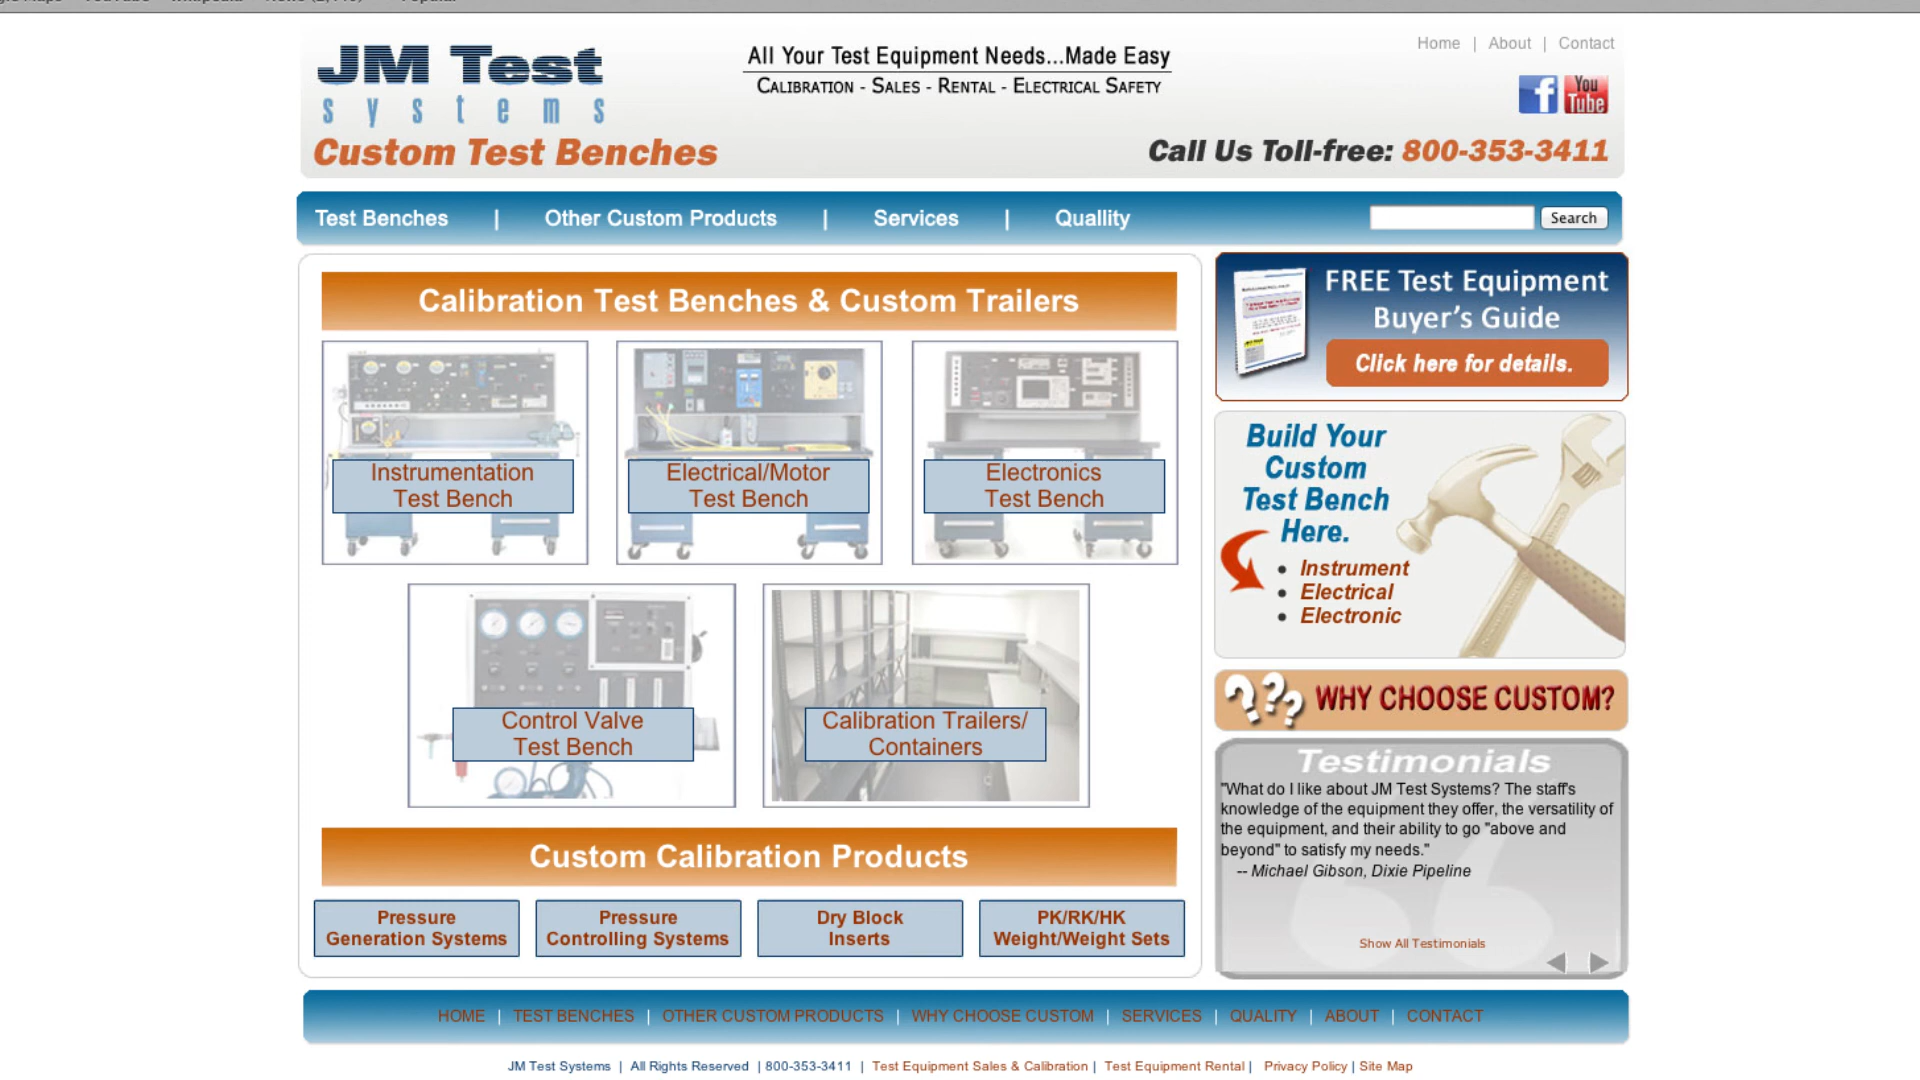 JM Test
systems
Custom Test Benches
All Your Test Equipment Needs...Made Easy
CALIBRATION - SALES - RENTAL - ELECTRICAL SAFETY
Home | About | Contact
f
You
Tube
Call Us Toll-free: 800-353-3411
Test Benches | Other Custom Products | Services | Quallity
Search
Calibration Test Benches & Custom Trailers
Instrumentation
Test Bench
Electrical/Motor
Test Bench
Electronics
Test Bench
Control Valve
Test Bench
Calibration Trailers/
Containers
Custom Calibration Products
Pressure
Generation Systems
Pressure
Controlling Systems
Dry Block
Inserts
PK/RK/HK
Weight/Weight Sets
FREE Test Equipment
Buyer's Guide
Click here for details.
Build Your
Custom
Test Bench
Here.
• Instrument
• Electrical
• Electronic
??? WHY CHOOSE CUSTOM?
Testimonials
"What do I like about JM Test Systems? The staff's
knowledge of the equipment they offer, the versatility of
the equipment, and their ability to go "above and
beyond" to satisfy my needs."
-- Michael Gibson, Dixie Pipeline
Show All Testimonials
HOME | TEST BENCHES | OTHER CUSTOM PRODUCTS | WHY CHOOSE CUSTOM | SERVICES | QUALITY | ABOUT | CONTACT
JM Test Systems | All Rights Reserved | 800-353-3411 | Test Equipment Sales & Calibration | Test Equipment Rental | Privacy Policy | Site Map